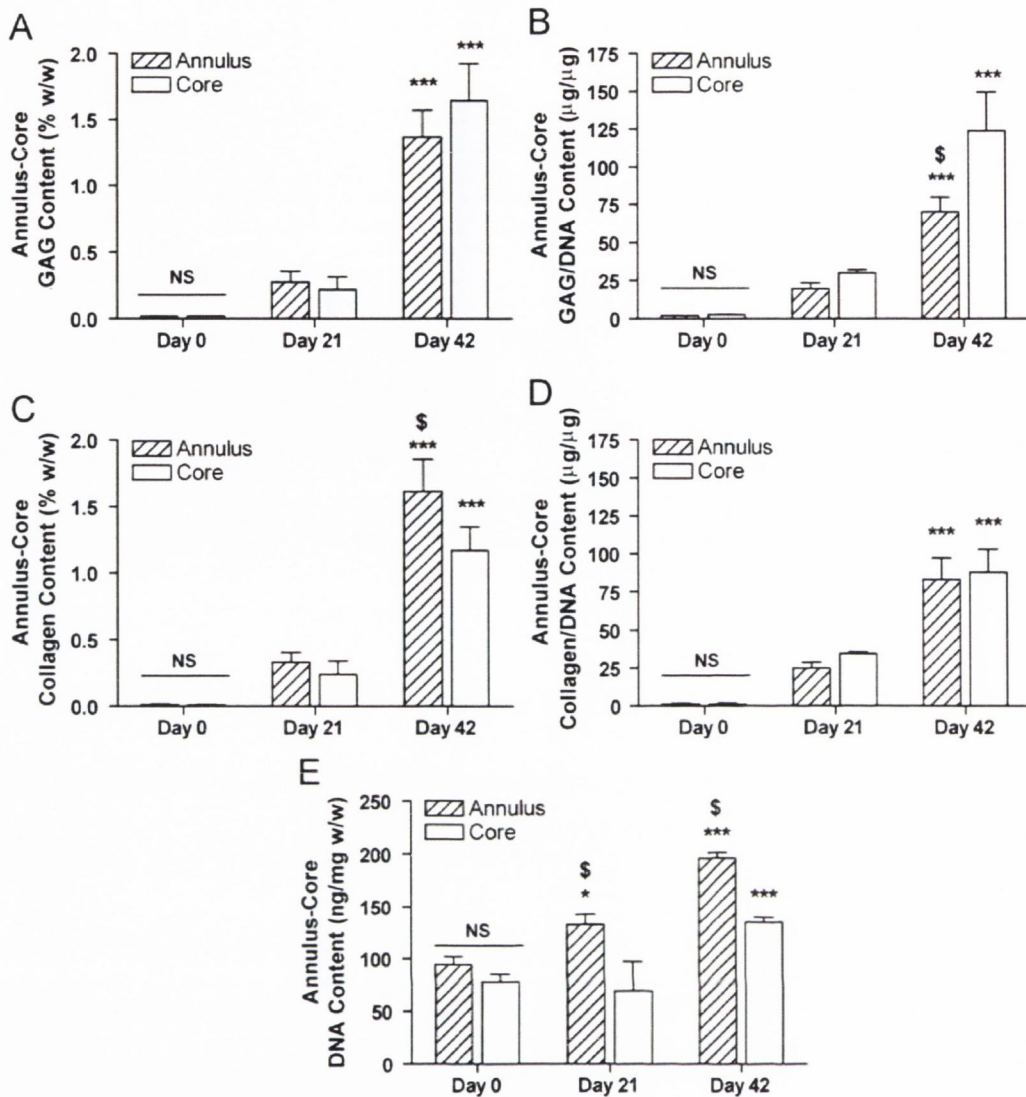 A
Annulus-Core
GAG Content (% w/w)
2.0
1.5
1.0
0.5
0.0
Annulus
Core
NS
***
***
Day 0
Day 21
Day 42
B
Annulus-Core
GAG/DNA Content (µg/µg)
175
150
125
100
75
50
25
0
Annulus
Core
NS
$
***
***
Day 0
Day 21
Day 42
C
Annulus-Core
Collagen Content (% w/w)
2.0
1.5
1.0
0.5
0.0
Annulus
Core
NS
$
***
***
Day 0
Day 21
Day 42
D
Annulus-Core
Collagen/DNA Content (µg/µg)
175
150
125
100
75
50
25
0
Annulus
Core
NS
***
***
Day 0
Day 21
Day 42
E
Annulus-Core
DNA Content (ng/mg w/w)
250
200
150
100
50
0
Annulus
Core
NS
$
*
$
***
***
Day 0
Day 21
Day 42